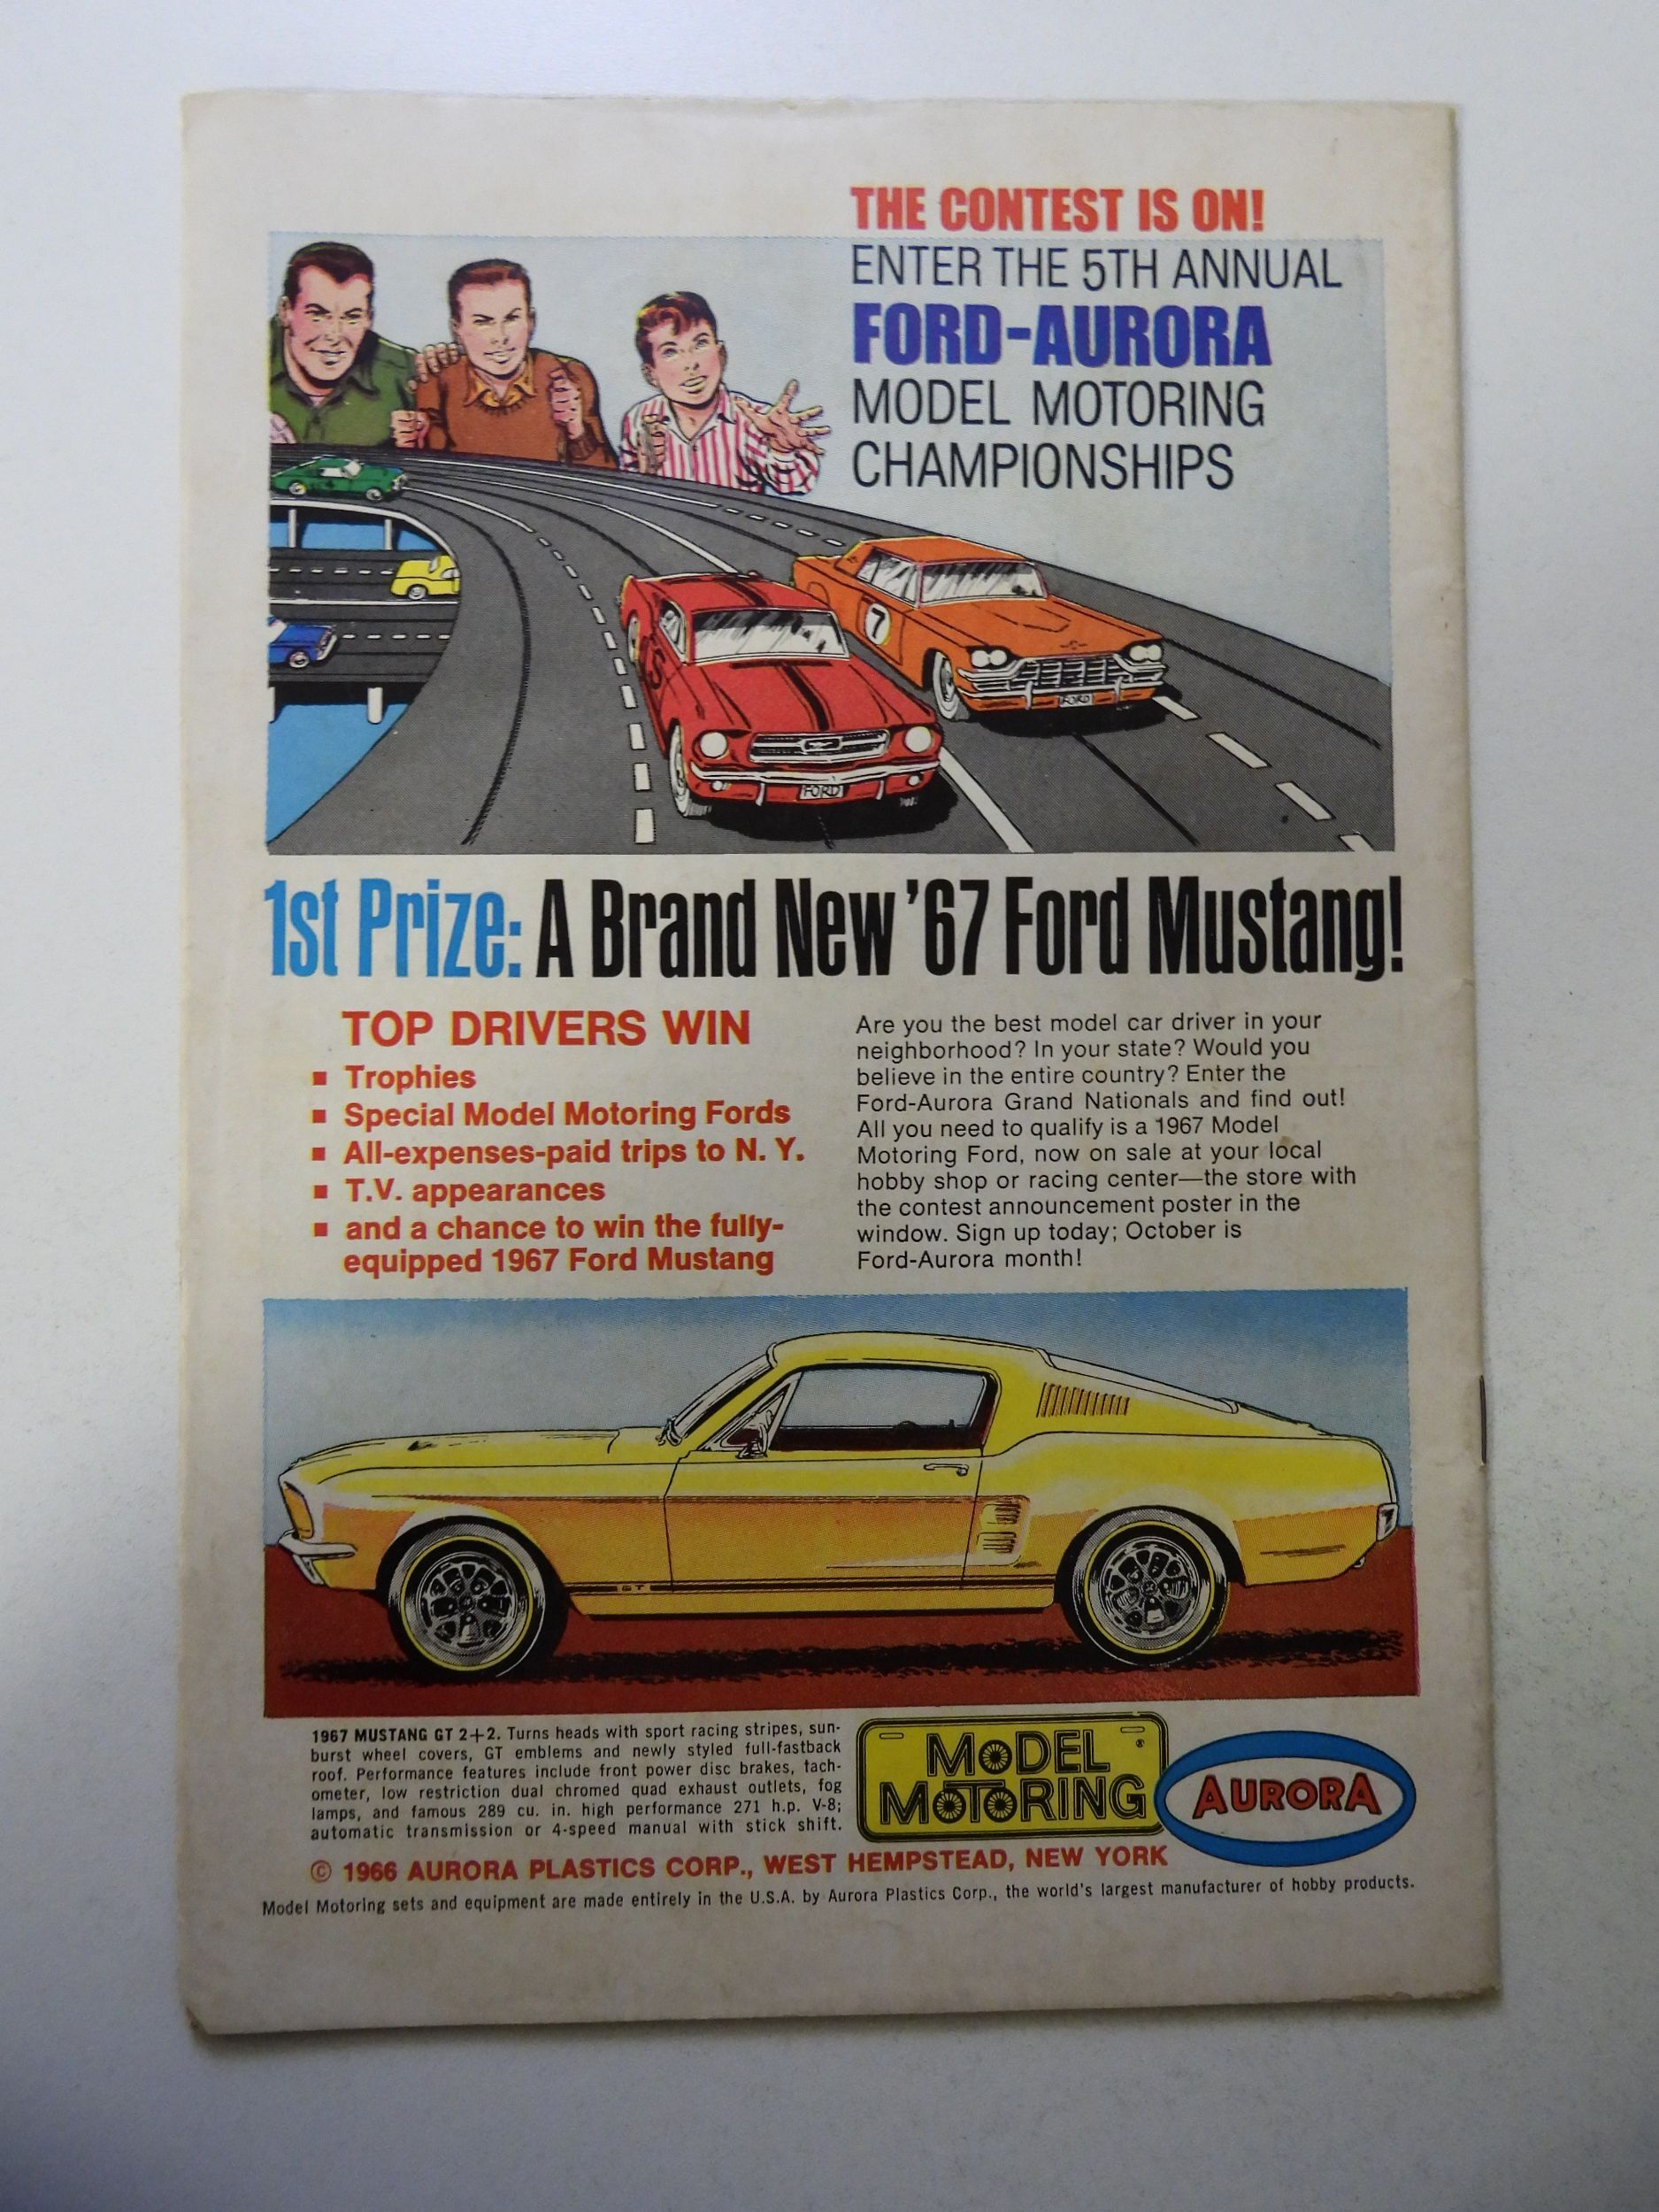 THE CONTEST IS ON!
ENTER THE 5TH ANNUAL
FORD-AURORA
MODEL MOTORING
CHAMPIONSHIPS
7
5
FORD
FORD
1st Prize: A Brand New '67 Ford Mustang!
TOP DRIVERS WIN
■ Trophies
■ Special Model Motoring Fords
■ All-expenses-paid trips to N. Y.
■ T.V. appearances
■ and a chance to win the fully-
equipped 1967 Ford Mustang
Are you the best model car driver in your
neighborhood? In your state? Would you
believe in the entire country? Enter the
Ford-Aurora Grand Nationals and find out!
All you need to qualify is a 1967 Model
Motoring Ford, now on sale at your local
hobby shop or racing center—the store with
the contest announcement poster in the
window. Sign up today; October is
Ford-Aurora month!
GT
1967 MUSTANG GT 2+2. Turns heads with sport racing stripes, sun-
burst wheel covers, GT emblems and newly styled full-fastback
roof. Performance features include front power disc brakes, tach-
ometer, low restriction dual chromed quad exhaust outlets, fog
lamps, and famous 289 cu. in. high performance 271 h.p. V-8;
automatic transmission or 4-speed manual with stick shift.
MODEL
MOTORING
®
AURORA
© 1966 AURORA PLASTICS CORP., WEST HEMPSTEAD, NEW YORK
Model Motoring sets and equipment are made entirely in the U.S.A. by Aurora Plastics Corp., the world's largest manufacturer of hobby products.